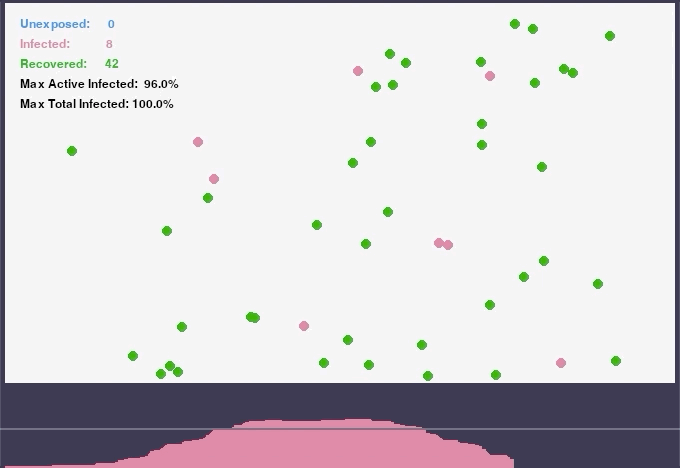 Unexposed: 0
Infected: 8
Recovered: 42
Max Active Infected: 96.0%
Max Total Infected: 100.0%